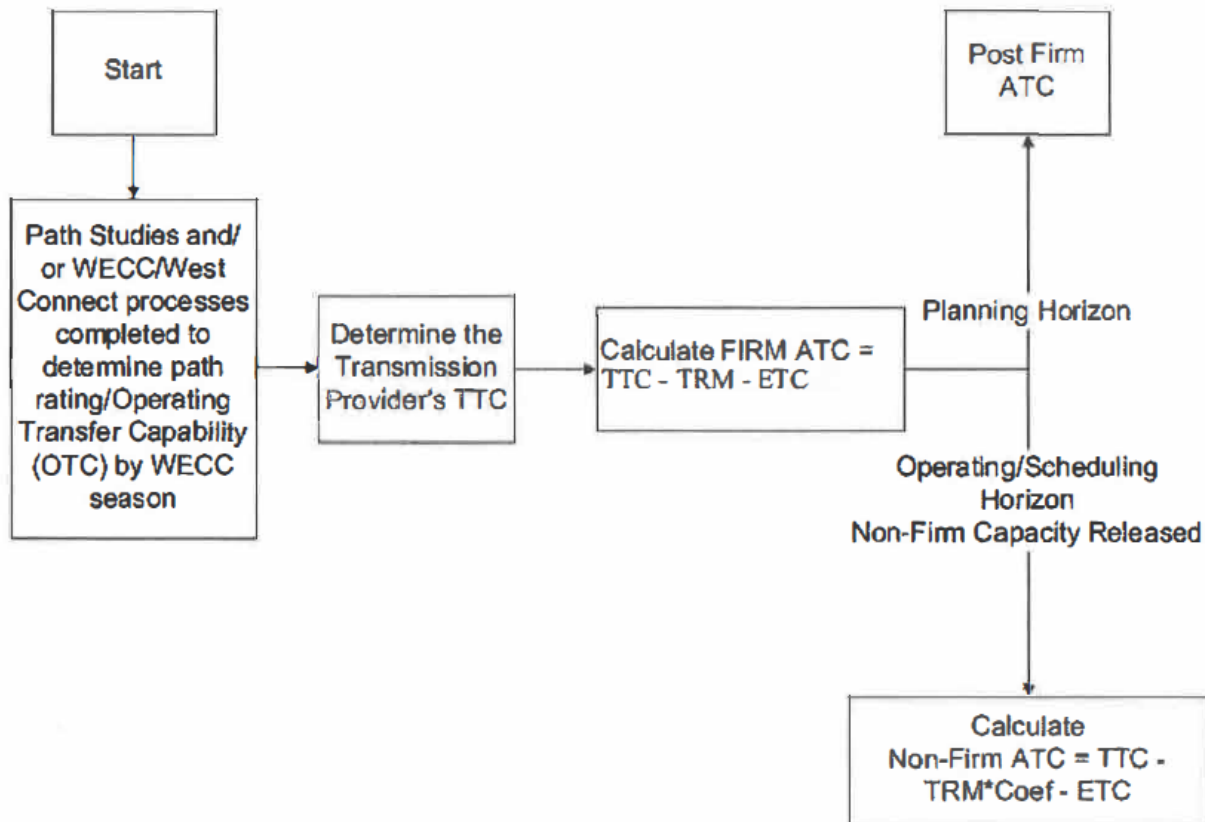 Start
Path Studies and/
or WECC/West
Connect processes
completed to
determine path
rating/Operating
Transfer Capability
(OTC) by WECC
season
Determine the
Transmission
Provider's TTC
Calculate FIRM ATC =
TTC - TRM - ETC
Post Firm
ATC
Planning Horizon
Operating/Scheduling
Horizon
Non-Firm Capacity Released
Calculate
Non-Firm ATC = TTC -
TRM*Coef - ETC